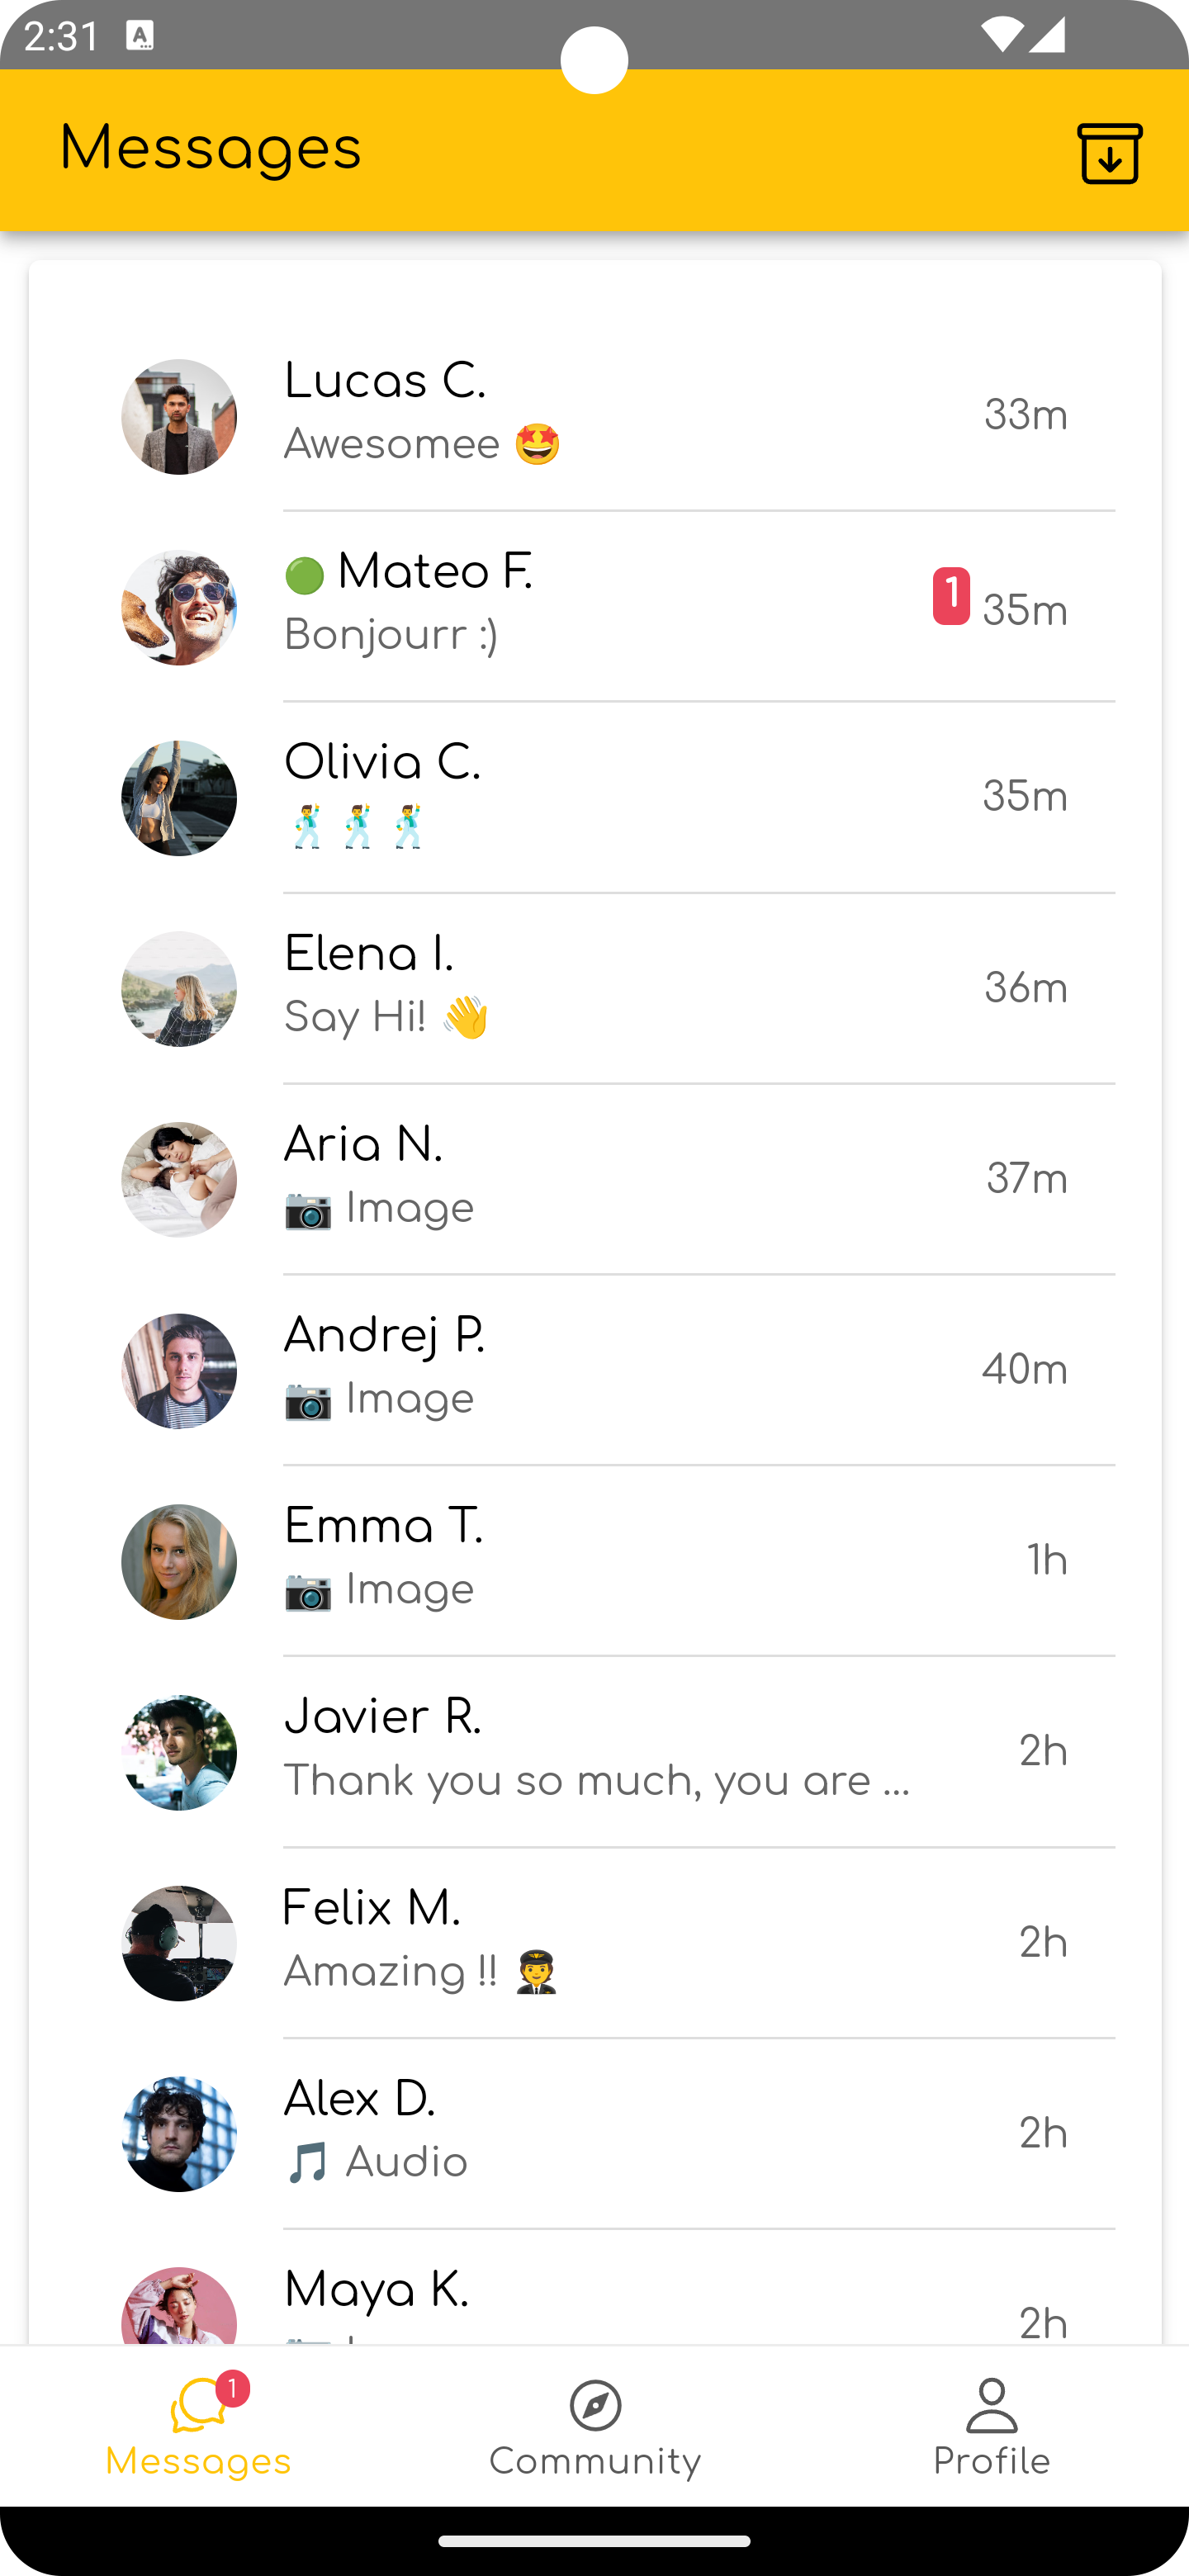 2:31
Messages
Lucas C.
Awesomee 🤩
33m
🟢 Mateo F.
Bonjourr :)
1 35m
Olivia C.
🕺🕺🕺
35m
Elena I.
Say Hi! 👋
36m
Aria N.
📷 Image
37m
Andrej P.
📷 Image
40m
Emma T.
📷 Image
1h
Javier R.
Thank you so much, you are ...
2h
Felix M.
Amazing !! 🧑‍✈️
2h
Alex D.
🎵 Audio
2h
Maya K.
2h
1
Messages
Community
Profile